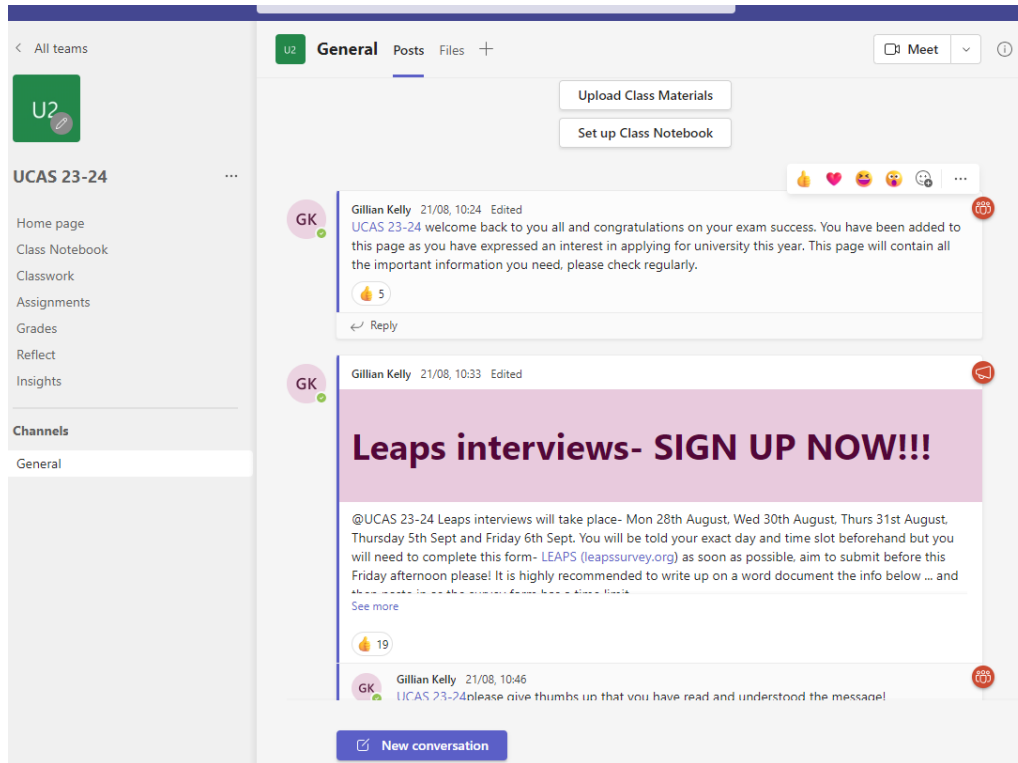 All teams
U2
UCAS 23-24
Home page
Class Notebook
Classwork
Assignments
Grades
Reflect
Insights
Channels
General
U2 General Posts Files
Meet
Upload Class Materials
Set up Class Notebook
GK
Gillian Kelly 21/08, 10:24 Edited
UCAS 23-24 welcome back to you all and congratulations on your exam success. You have been added to
this page as you have expressed an interest in applying for university this year. This page will contain all
the important information you need, please check regularly.
5
Reply
GK
Gillian Kelly 21/08, 10:33 Edited
Leaps interviews- SIGN UP NOW!!!
@UCAS 23-24 Leaps interviews will take place- Mon 28th August, Wed 30th August, Thurs 31st August,
Thursday 5th Sept and Friday 6th Sept. You will be told your exact day and time slot beforehand but you
will need to complete this form- LEAPS (leapssurvey.org) as soon as possible, aim to submit before this
Friday afternoon please! It is highly recommended to write up on a word document the info below ... and
then paste in as the survey form has a time limit
See more
19
GK
Gillian Kelly 21/08, 10:46
UCAS 23-24please give thumbs up that you have read and understood the message!
New conversation